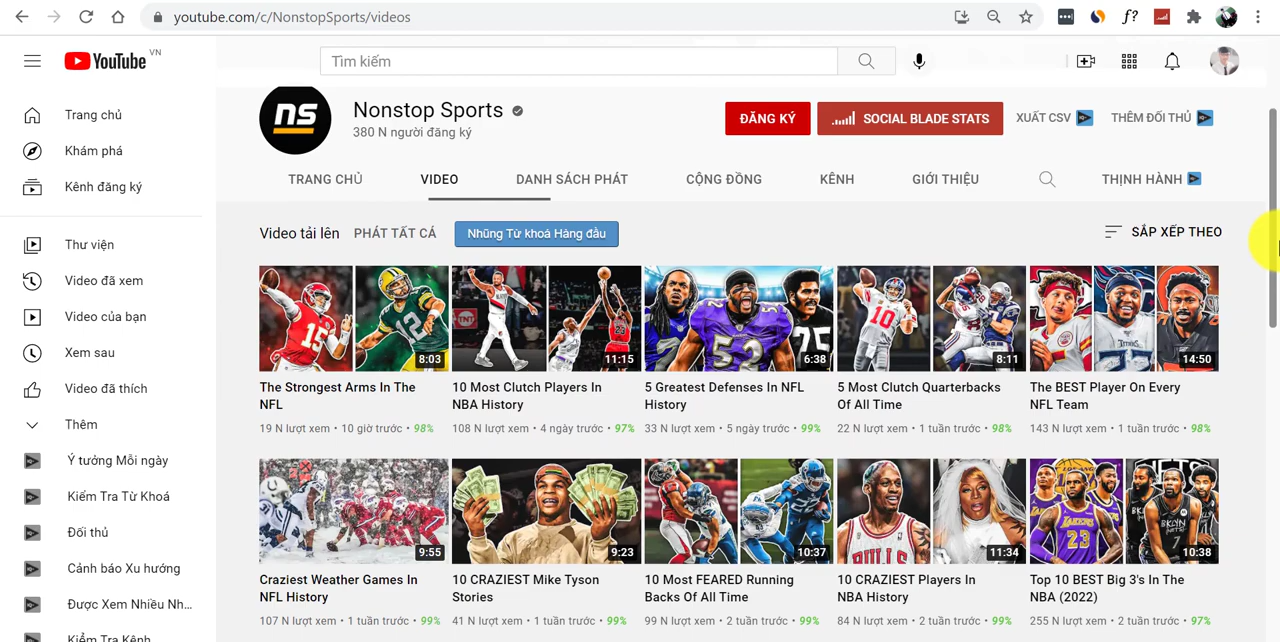 youtube.com/c/NonstopSports/videos
YouTube VN
Tìm kiếm
Trang chủ
Khám phá
Kênh đăng ký
Thư viện
Video đã xem
Video của bạn
Xem sau
Video đã thích
Thêm
Ý tưởng Mỗi ngày
Kiểm Tra Từ Khoá
Đối thủ
Cảnh báo Xu hướng
Được Xem Nhiều Nh...
Kiểm Tra Kênh
ns
Nonstop Sports
380 N người đăng ký
ĐĂNG KÝ
SOCIAL BLADE STATS
XUẤT CSV
THÊM ĐỐI THỦ
TRANG CHỦ VIDEO DANH SÁCH PHÁT CỘNG ĐỒNG KÊNH GIỚI THIỆU THỊNH HÀNH
Video tải lên PHÁT TẤT CẢ Những Từ khoá Hàng đầu SẮP XẾP THEO
8:03
11:15
6:38
8:11
14:50
The Strongest Arms In The
NFL
19 N lượt xem • 10 giờ trước • 98%
10 Most Clutch Players In
NBA History
108 N lượt xem • 4 ngày trước • 97%
5 Greatest Defenses In NFL
History
33 N lượt xem • 5 ngày trước • 99%
5 Most Clutch Quarterbacks
Of All Time
22 N lượt xem • 1 tuần trước • 98%
The BEST Player On Every
NFL Team
143 N lượt xem • 1 tuần trước • 98%
9:55
9:23
10:37
11:34
10:38
Craziest Weather Games In
NFL History
107 N lượt xem • 1 tuần trước • 99%
10 CRAZIEST Mike Tyson
Stories
41 N lượt xem • 1 tuần trước • 99%
10 Most FEARED Running
Backs Of All Time
99 N lượt xem • 2 tuần trước • 99%
10 CRAZIEST Players In
NBA History
84 N lượt xem • 2 tuần trước • 99%
Top 10 BEST Big 3's In The
NBA (2022)
255 N lượt xem • 2 tuần trước • 97%